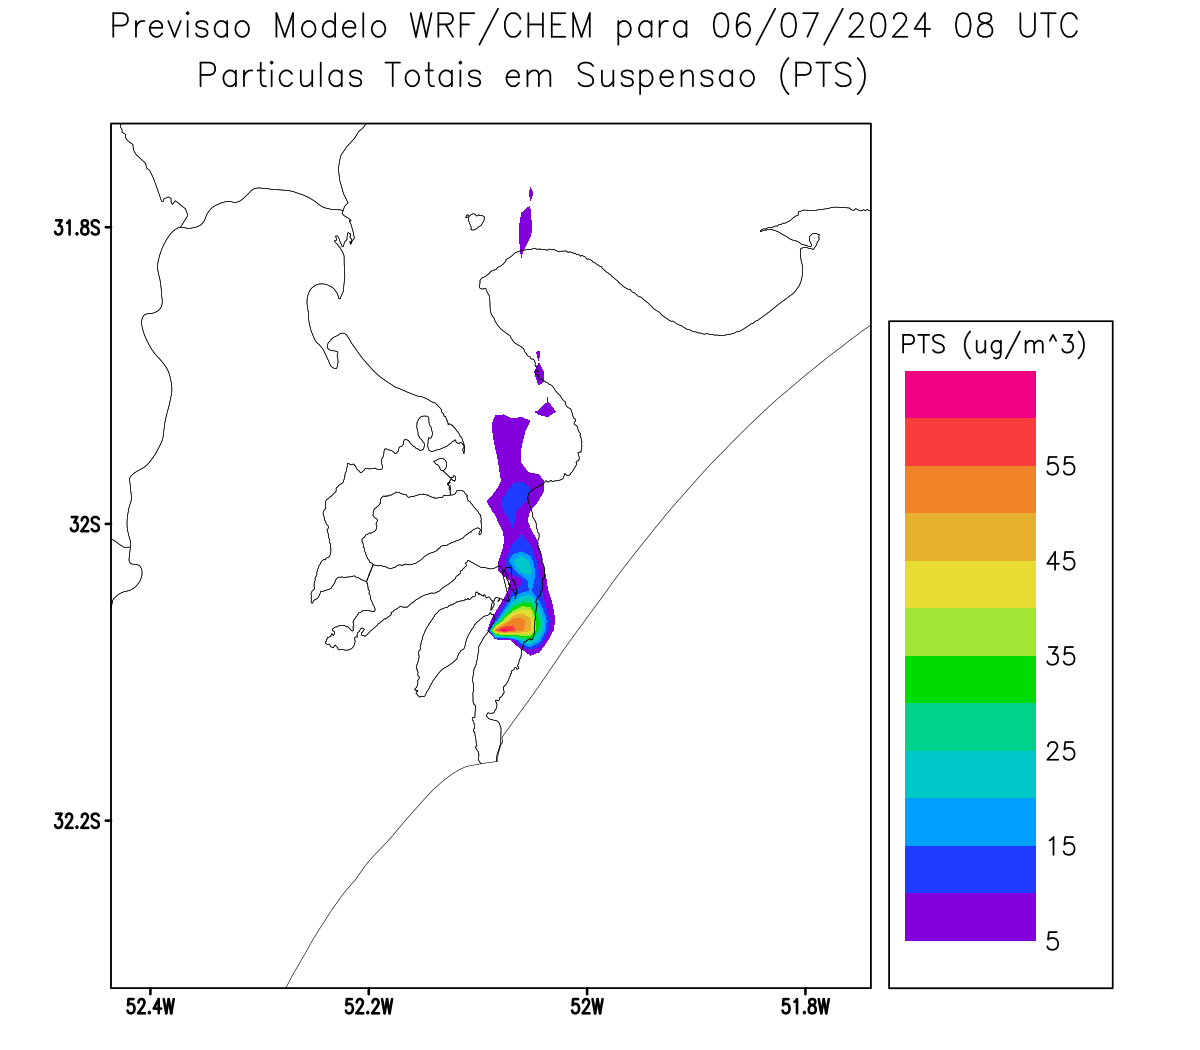 Previsao Modelo WRF/CHEM para 06/07/2024 08 UTC
Particulas Totais em Suspensao (PTS)
31.8S
32S
32.2S
52.4W
52.2W
52W
51.8W
PTS (ug/m^3)
55
45
35
25
15
5